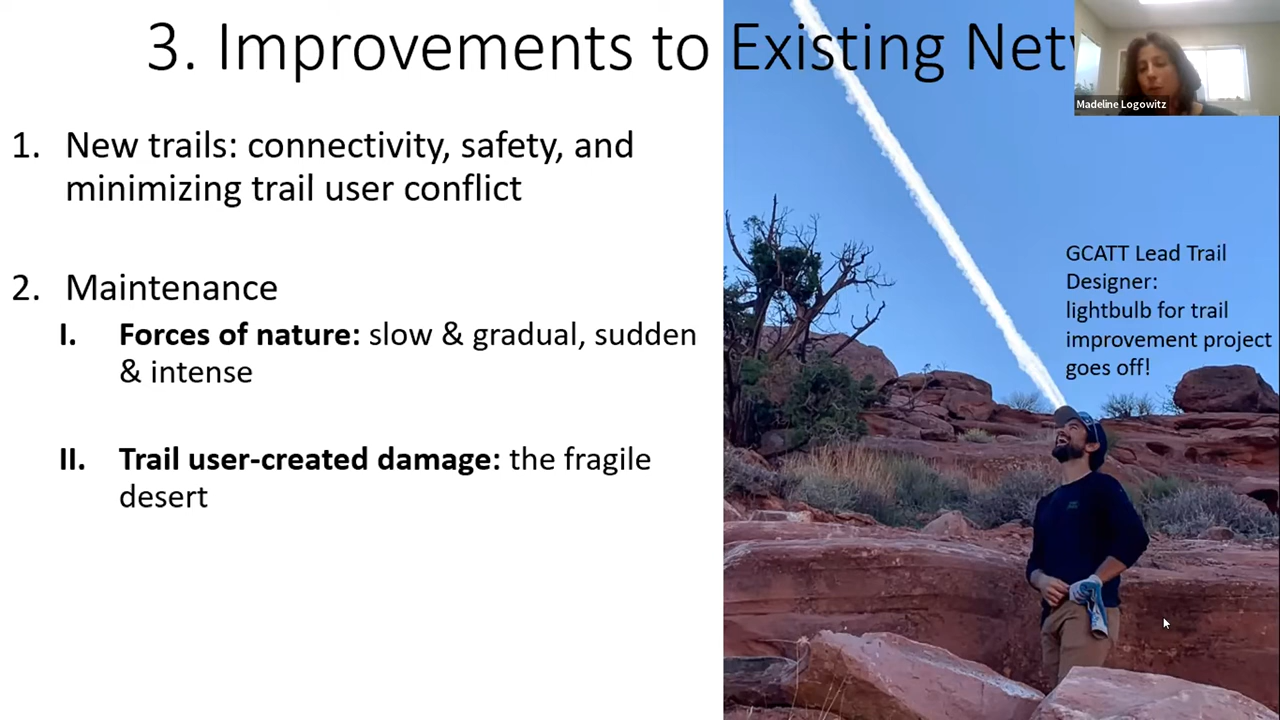 3. Improvements to Existing Net
Madeline Logowitz
1. New trails: connectivity, safety, and
minimizing trail user conflict
2. Maintenance
I. Forces of nature: slow & gradual, sudden
& intense
II. Trail user-created damage: the fragile
desert
GCATT Lead Trail
Designer:
lightbulb for trail
improvement project
goes off!